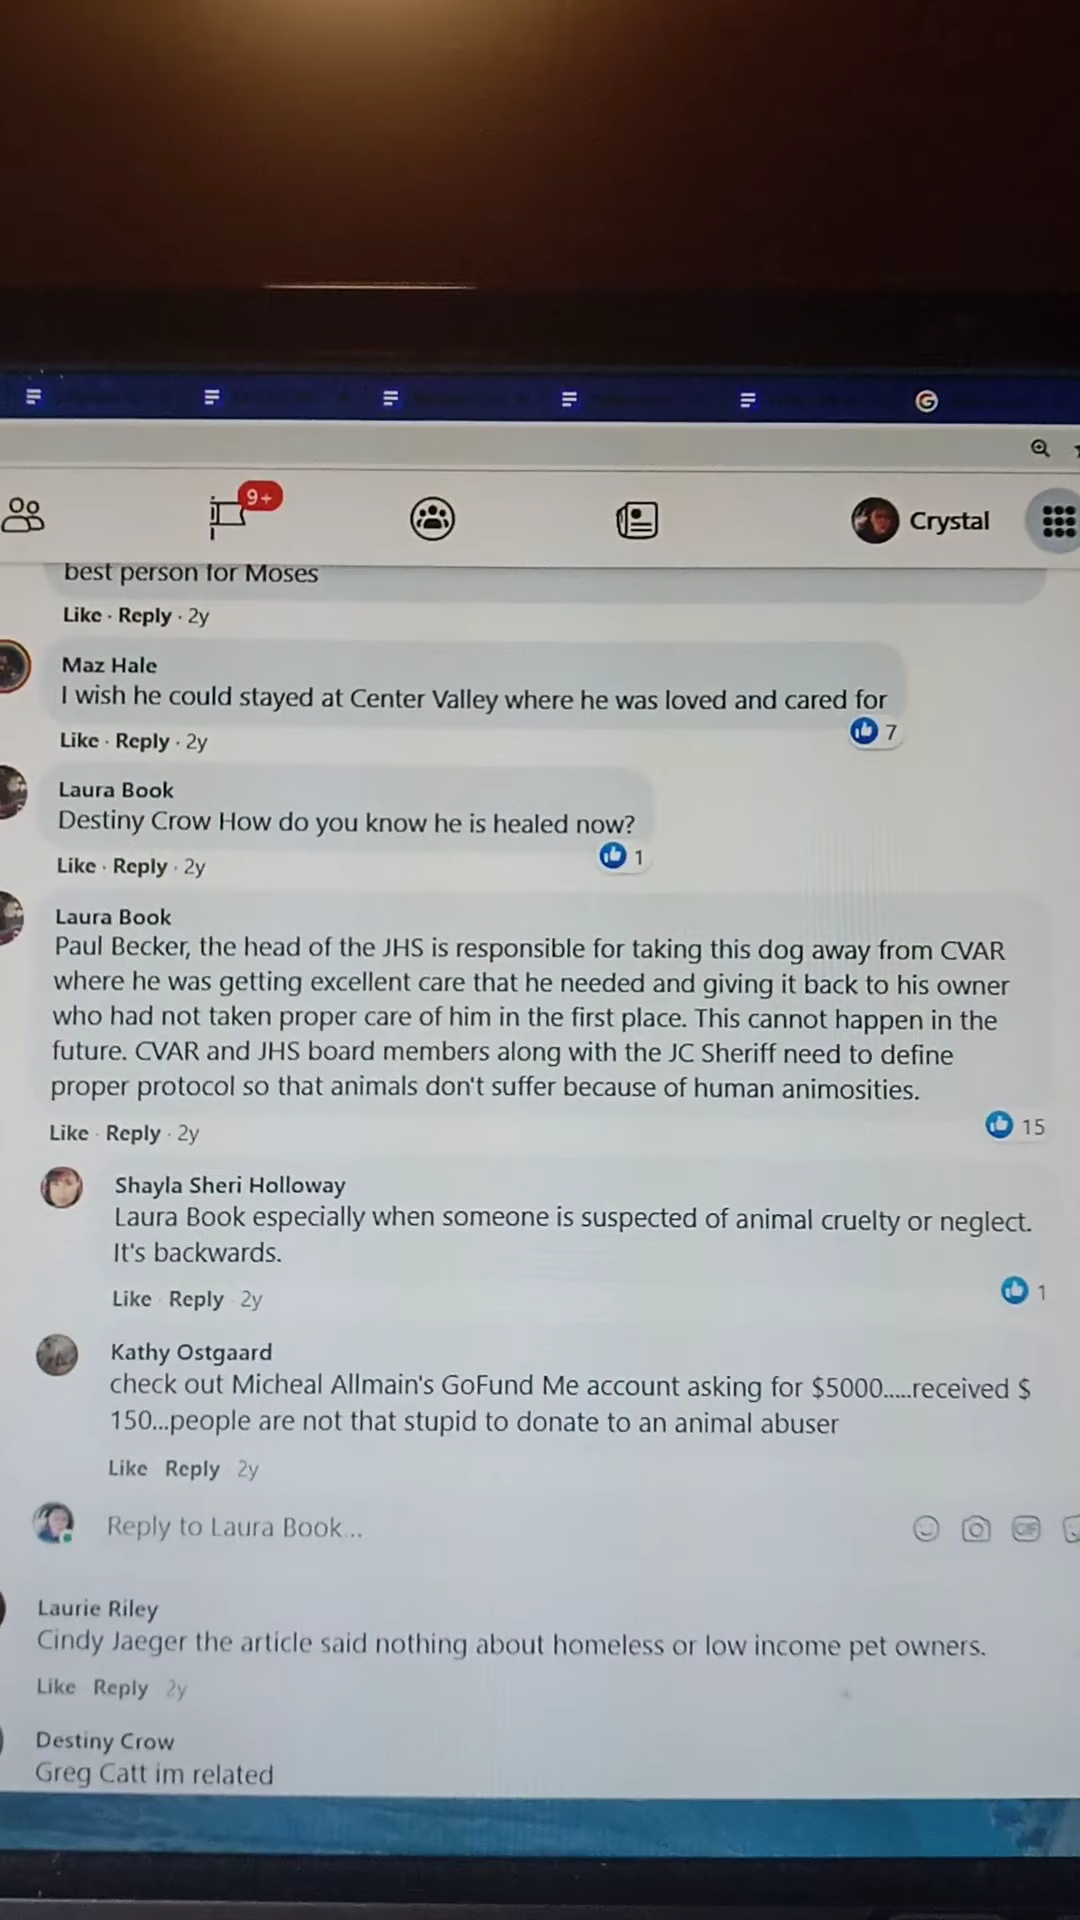 9+
Crystal
best person for Moses
Like · Reply · 2y
Maz Hale
I wish he could stayed at Center Valley where he was loved and cared for
7
Like · Reply · 2y
Laura Book
Destiny Crow How do you know he is healed now?
1
Like · Reply · 2y
Laura Book
Paul Becker, the head of the JHS is responsible for taking this dog away from CVAR
where he was getting excellent care that he needed and giving it back to his owner
who had not taken proper care of him in the first place. This cannot happen in the
future. CVAR and JHS board members along with the JC Sheriff need to define
proper protocol so that animals don't suffer because of human animosities.
15
Like · Reply · 2y
Shayla Sheri Holloway
Laura Book especially when someone is suspected of animal cruelty or neglect.
It's backwards.
1
Like · Reply · 2y
Kathy Ostgaard
check out Micheal Allmain's GoFund Me account asking for $5000.....received $
150...people are not that stupid to donate to an animal abuser
Like Reply 2y
Reply to Laura Book...
GIF
Laurie Riley
Cindy Jaeger the article said nothing about homeless or low income pet owners.
Like Reply 2y
Destiny Crow
Greg Catt im related